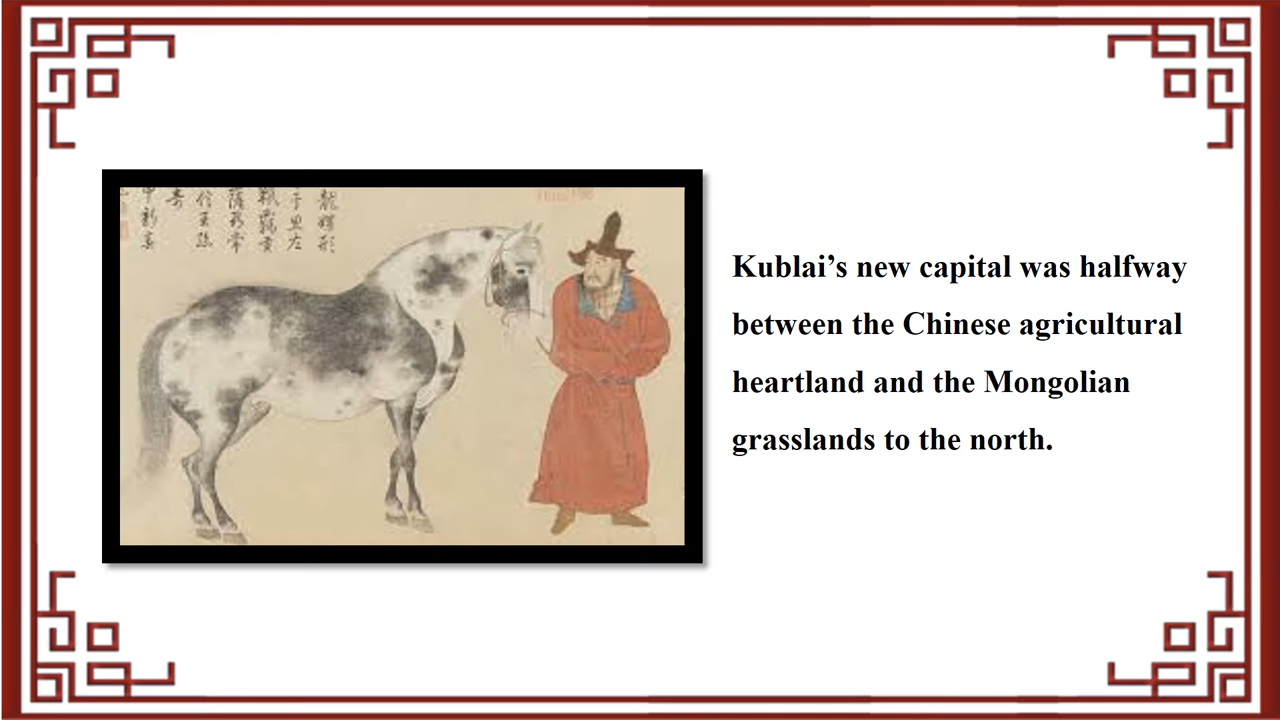 Kublai’s new capital was halfway
between the Chinese agricultural
heartland and the Mongolian
grasslands to the north.